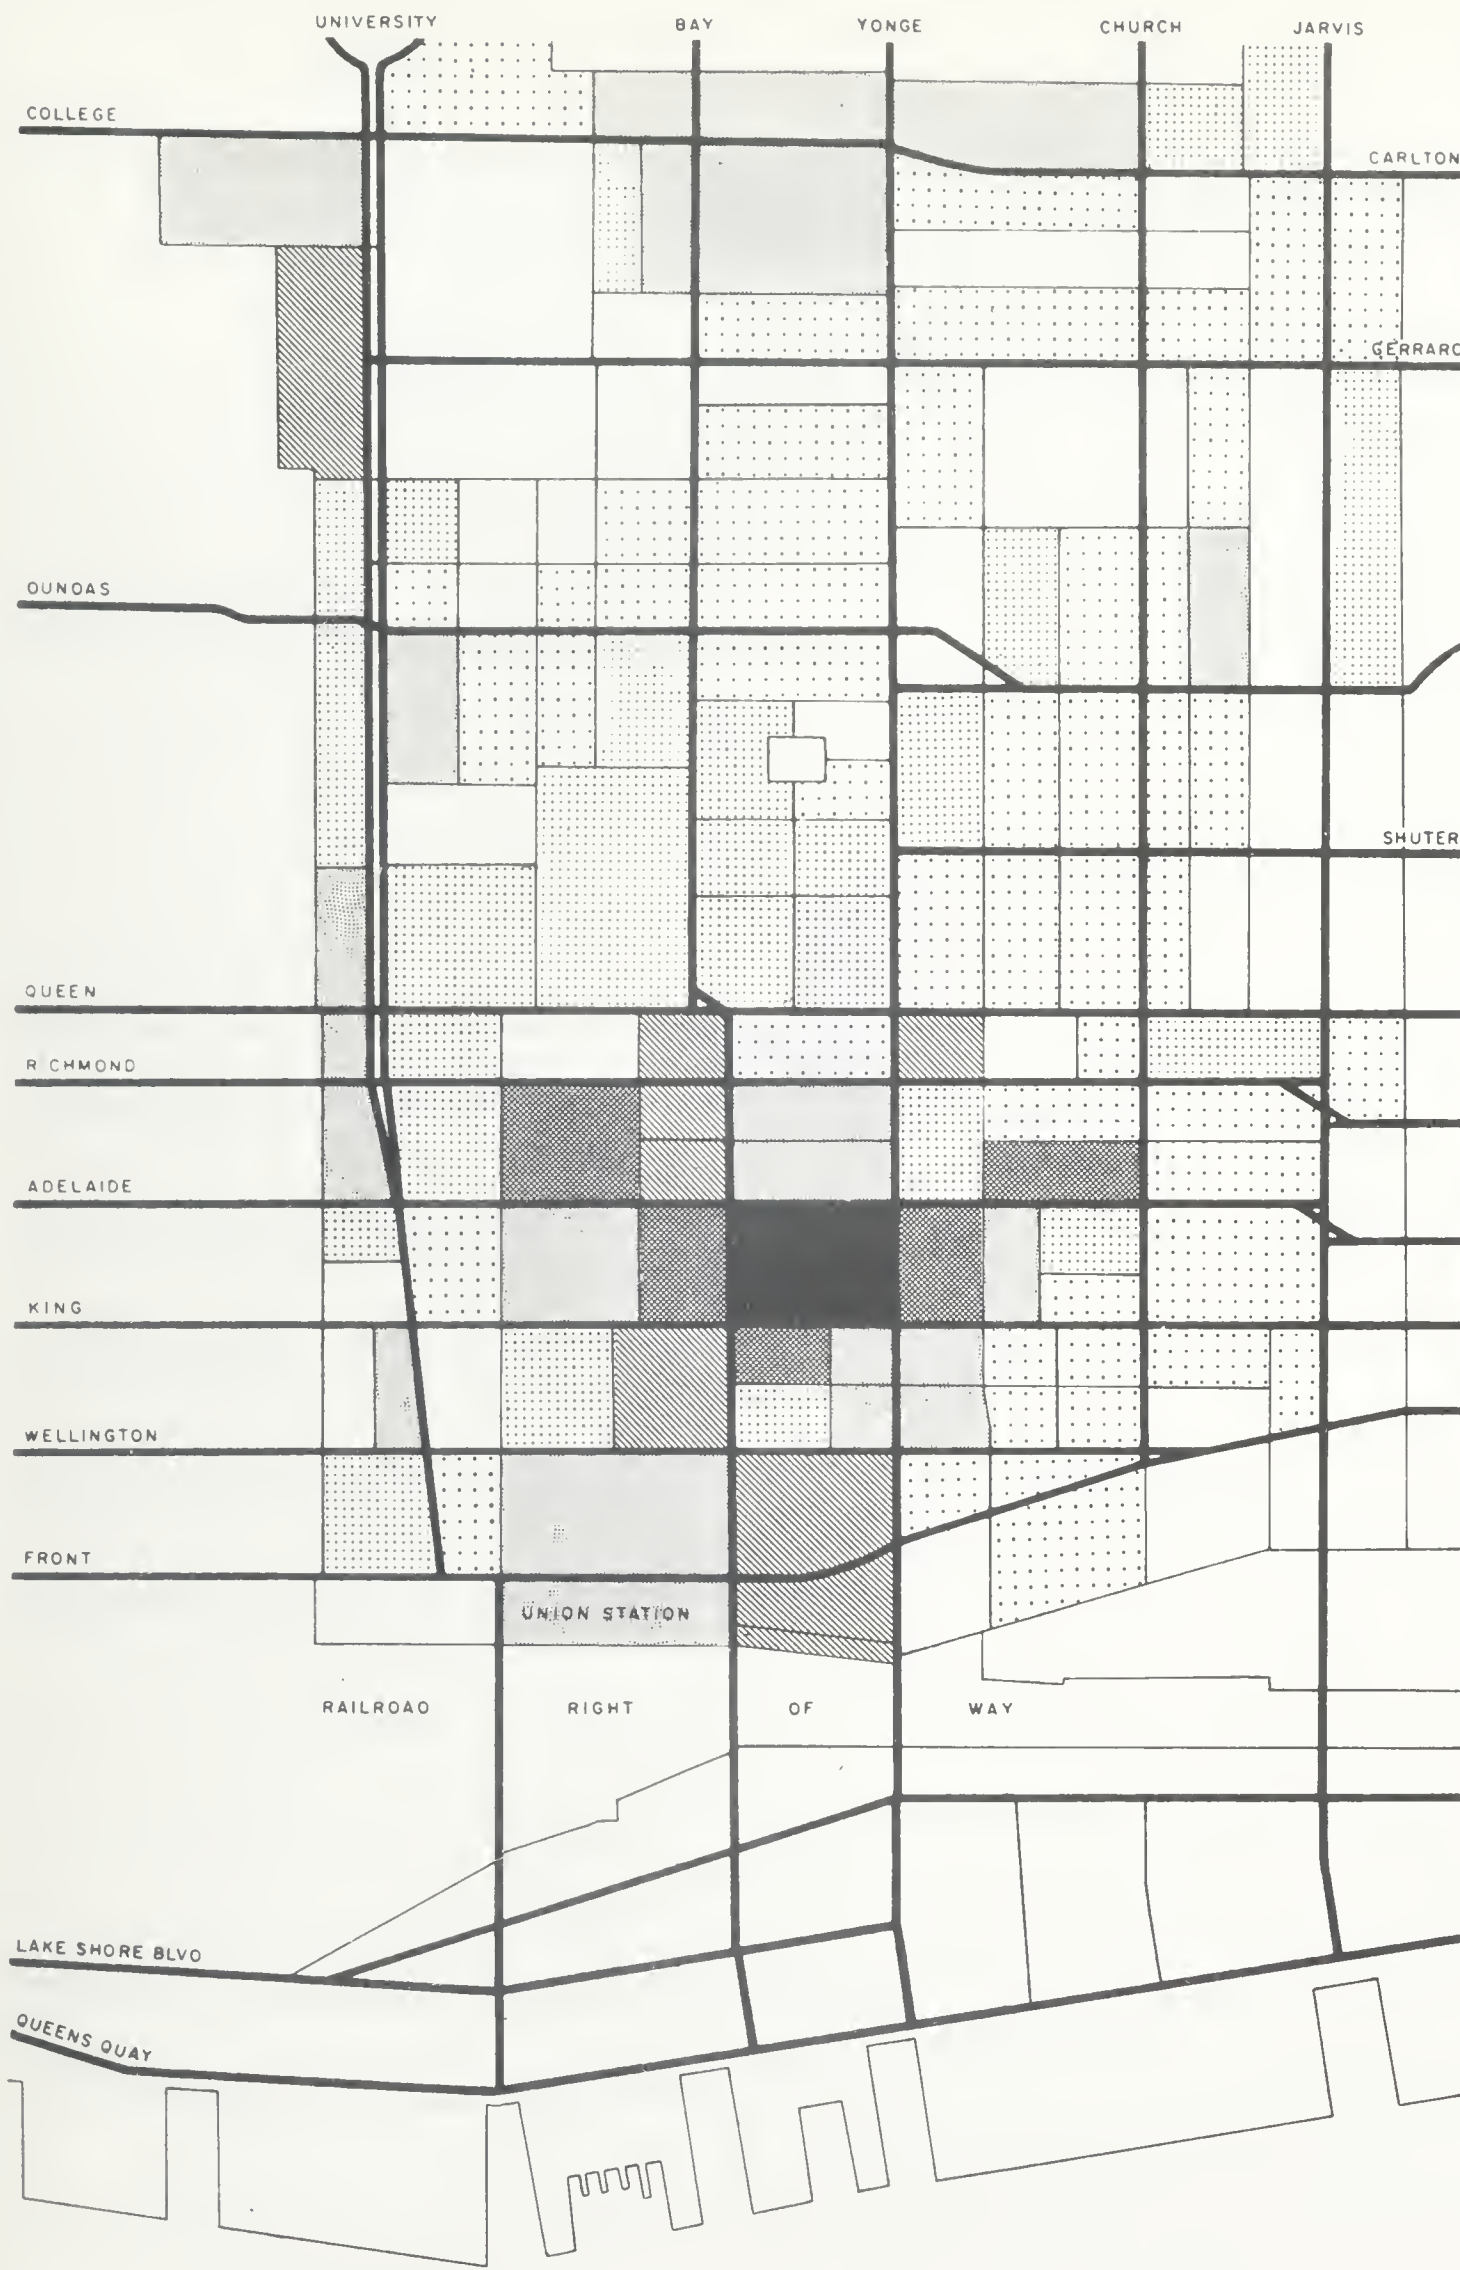 UNIVERSITY
BAY
YONGE
CHURCH
JARVIS
COLLEGE
CARLTON
GERRARD
DUNDAS
SHUTER
QUEEN
RICHMOND
ADELAIDE
KING
WELLINGTON
FRONT
UNION STATION
RAILROAD RIGHT OF WAY
LAKE SHORE BLVD
QUEENS QUAY